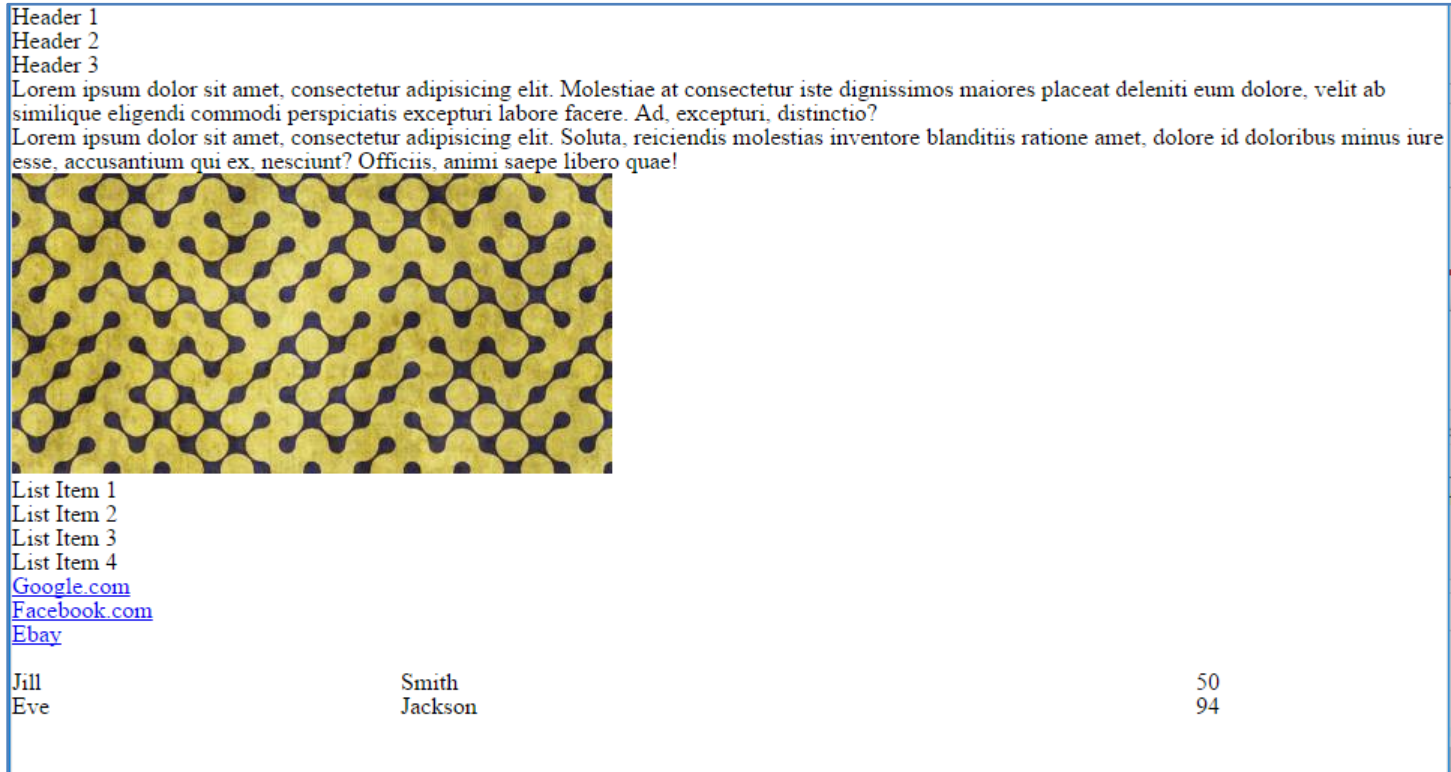 Header 1
Header 2
Header 3
Lorem ipsum dolor sit amet, consectetur adipisicing elit. Molestiae at consectetur iste dignissimos maiores placeat deleniti eum dolore, velit ab
similique eligendi commodi perspiciatis excepturi labore facere. Ad, excepturi, distinctio?
Lorem ipsum dolor sit amet, consectetur adipisicing elit. Soluta, reiciendis molestias inventore blanditiis ratione amet, dolore id doloribus minus iure
esse, accusantium qui ex, nesciunt? Officiis, animi saepe libero quae!
List Item 1
List Item 2
List Item 3
List Item 4
Google.com
Facebook.com
Ebay
Jill Smith 50
Eve Jackson 94